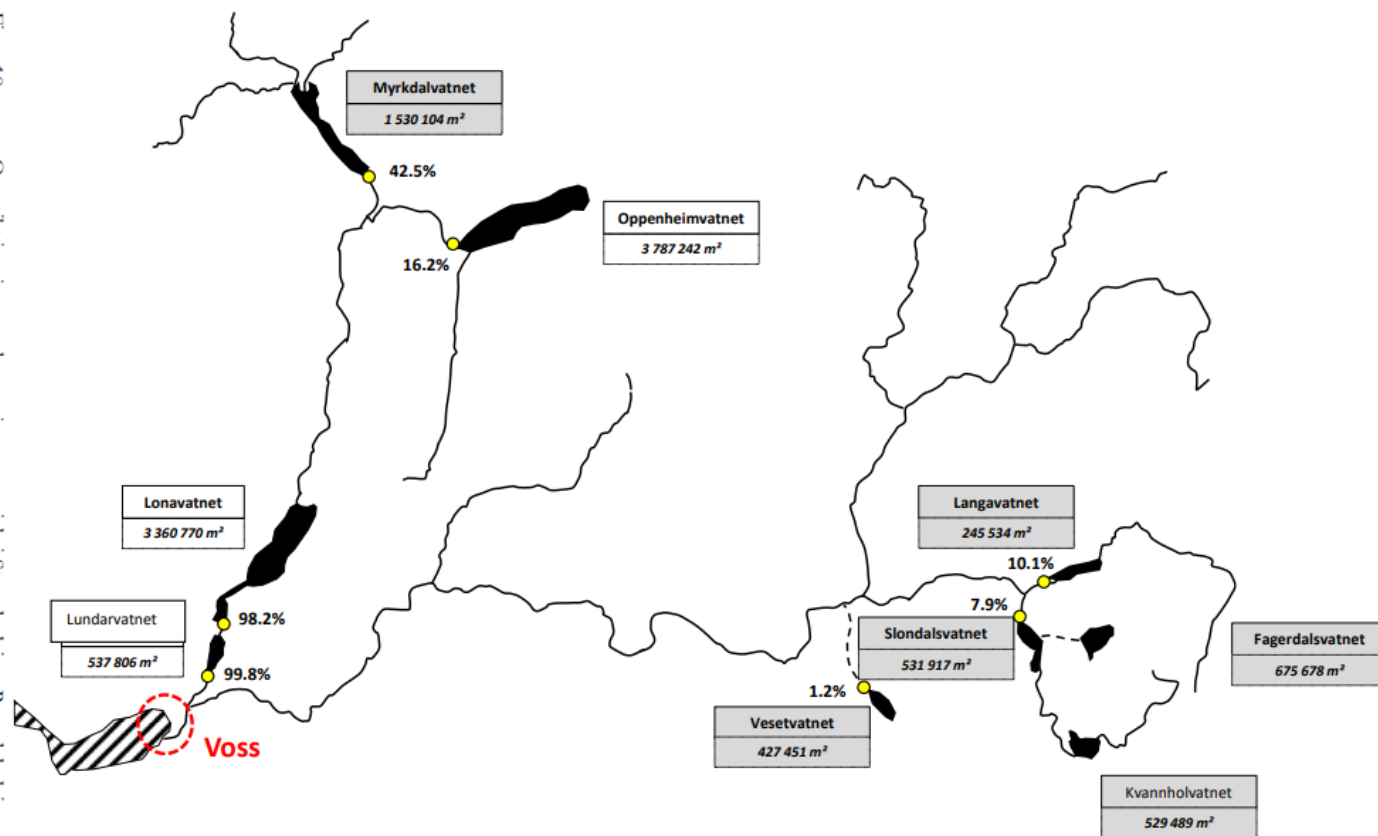 Myrkdalvatnet
1 530 104 m²
42.5%
Oppenheimvatnet
3 787 242 m²
16.2%
Lonavatnet
3 360 770 m²
Langavatnet
245 534 m²
10.1%
98.2%
Lundarvatnet
537 806 m²
7.9%
Slondalsvatnet
531 917 m²
Fagerdalsvatnet
675 678 m²
99.8%
1.2%
Vesetvatnet
427 451 m²
Voss
Kvannholvatnet
529 489 m²